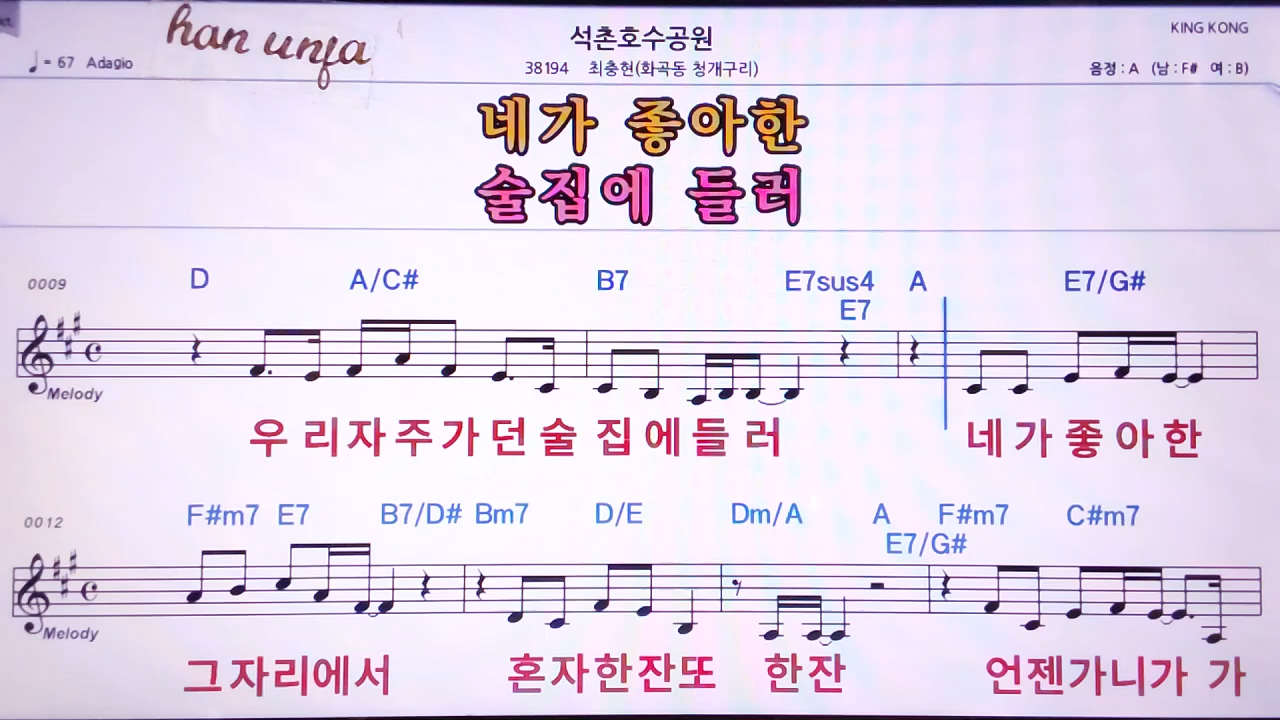 han unfa
석촌호수공원
KING KONG
♩= 67 Adagio
38194 최충현(화곡동 청개구리)
음정 : A (남 : F# 여 : B)
네가 좋아한
술집에 들러
0009 D A/C# B7 E7sus4 A E7/G#
E7
Melody
우 리 자 주 가 던 술 집 에 들 러 네 가 좋 아 한
0012 F#m7 E7 B7/D# Bm7 D/E Dm/A A F#m7 C#m7
E7/G#
Melody
그 자 리 에 서 혼 자 한 잔 또 한 잔 언 젠 가 니 가 가